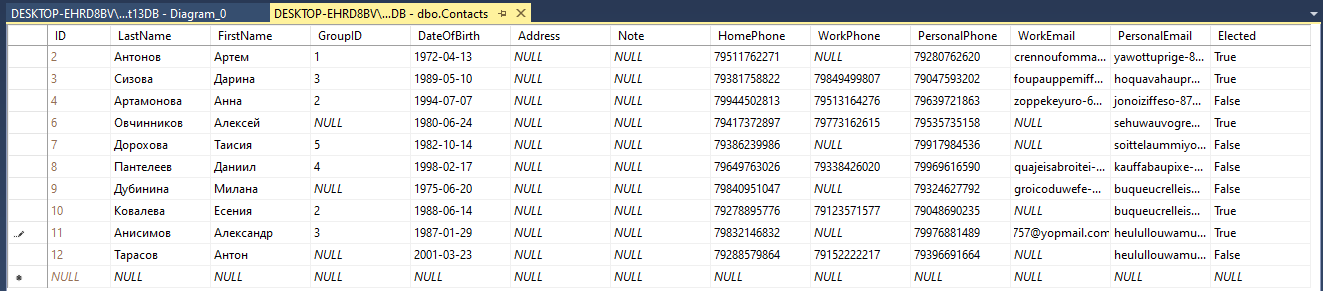 DESKTOP-EHRD8BV\...t13DB - Diagram_0 DESKTOP-EHRD8BV\...DB - dbo.Contacts
ID LastName FirstName GroupID DateOfBirth Address Note HomePhone WorkPhone PersonalPhone WorkEmail PersonalEmail Elected
2 Антонов Артем 1 1972-04-13 NULL NULL 79511762271 NULL 79280762620 crennoufomma... yawottuprige-8... True
3 Сизова Дарина 3 1989-05-10 NULL NULL 79381758822 79849499807 79047593202 foupauppemiff... hoquavahaupr... True
4 Артамонова Анна 2 1994-07-07 NULL NULL 79944502813 79513164276 79639721863 zoppekeyuro-6... jonoiziffeso-87... False
6 Овчинников Алексей NULL 1980-06-24 NULL NULL 79417372897 79773162615 79535735158 NULL sehuwauvogre... True
7 Дорохова Таисия 5 1982-10-14 NULL NULL 79386239986 NULL 79917984536 NULL soittelaummiyo... False
8 Пантелеев Даниил 4 1998-02-17 NULL NULL 79649763026 79338426020 79969616590 quajeisabroitei-... kauffabaupixe-... False
9 Дубинина Милана NULL 1975-06-20 NULL NULL 79840951047 NULL 79324627792 groicoduwefe-... buqueucrelleis... False
10 Ковалева Есения 2 1988-06-14 NULL NULL 79278895776 79123571577 79048690235 NULL buqueucrelleis... True
11 Анисимов Александр 3 1987-01-29 NULL NULL 79832146832 NULL 79976881489 757@yopmail.com heulullouwamu... True
12 Тарасов Антон NULL 2001-03-23 NULL NULL 79288579864 79152222217 79396691664 NULL heulullouwamu... False
NULL NULL NULL NULL NULL NULL NULL NULL NULL NULL NULL NULL NULL